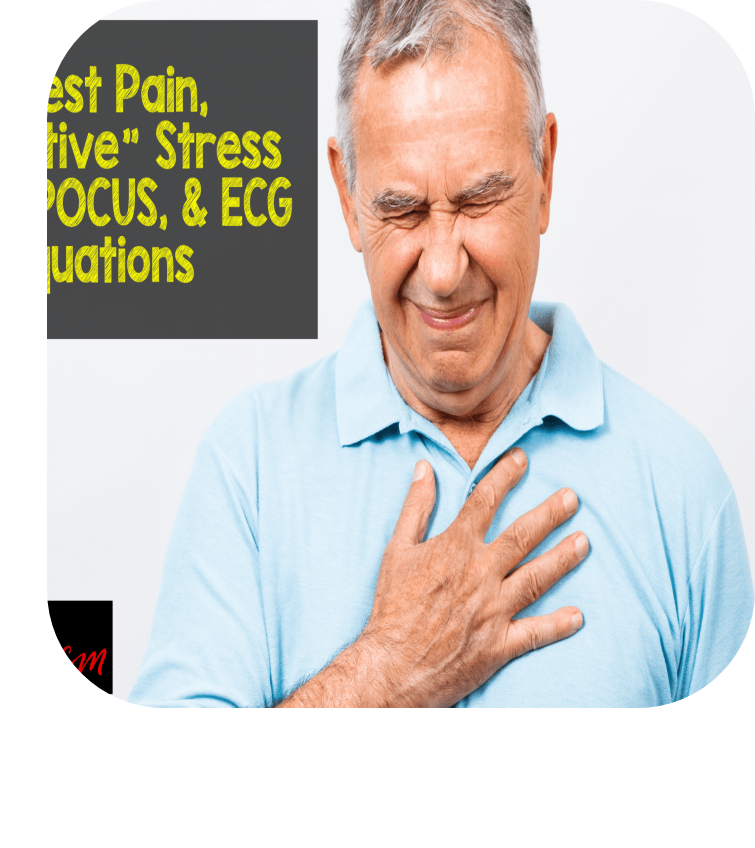 est Pain,
tive" Stress
POCUS, & ECG
quations
m